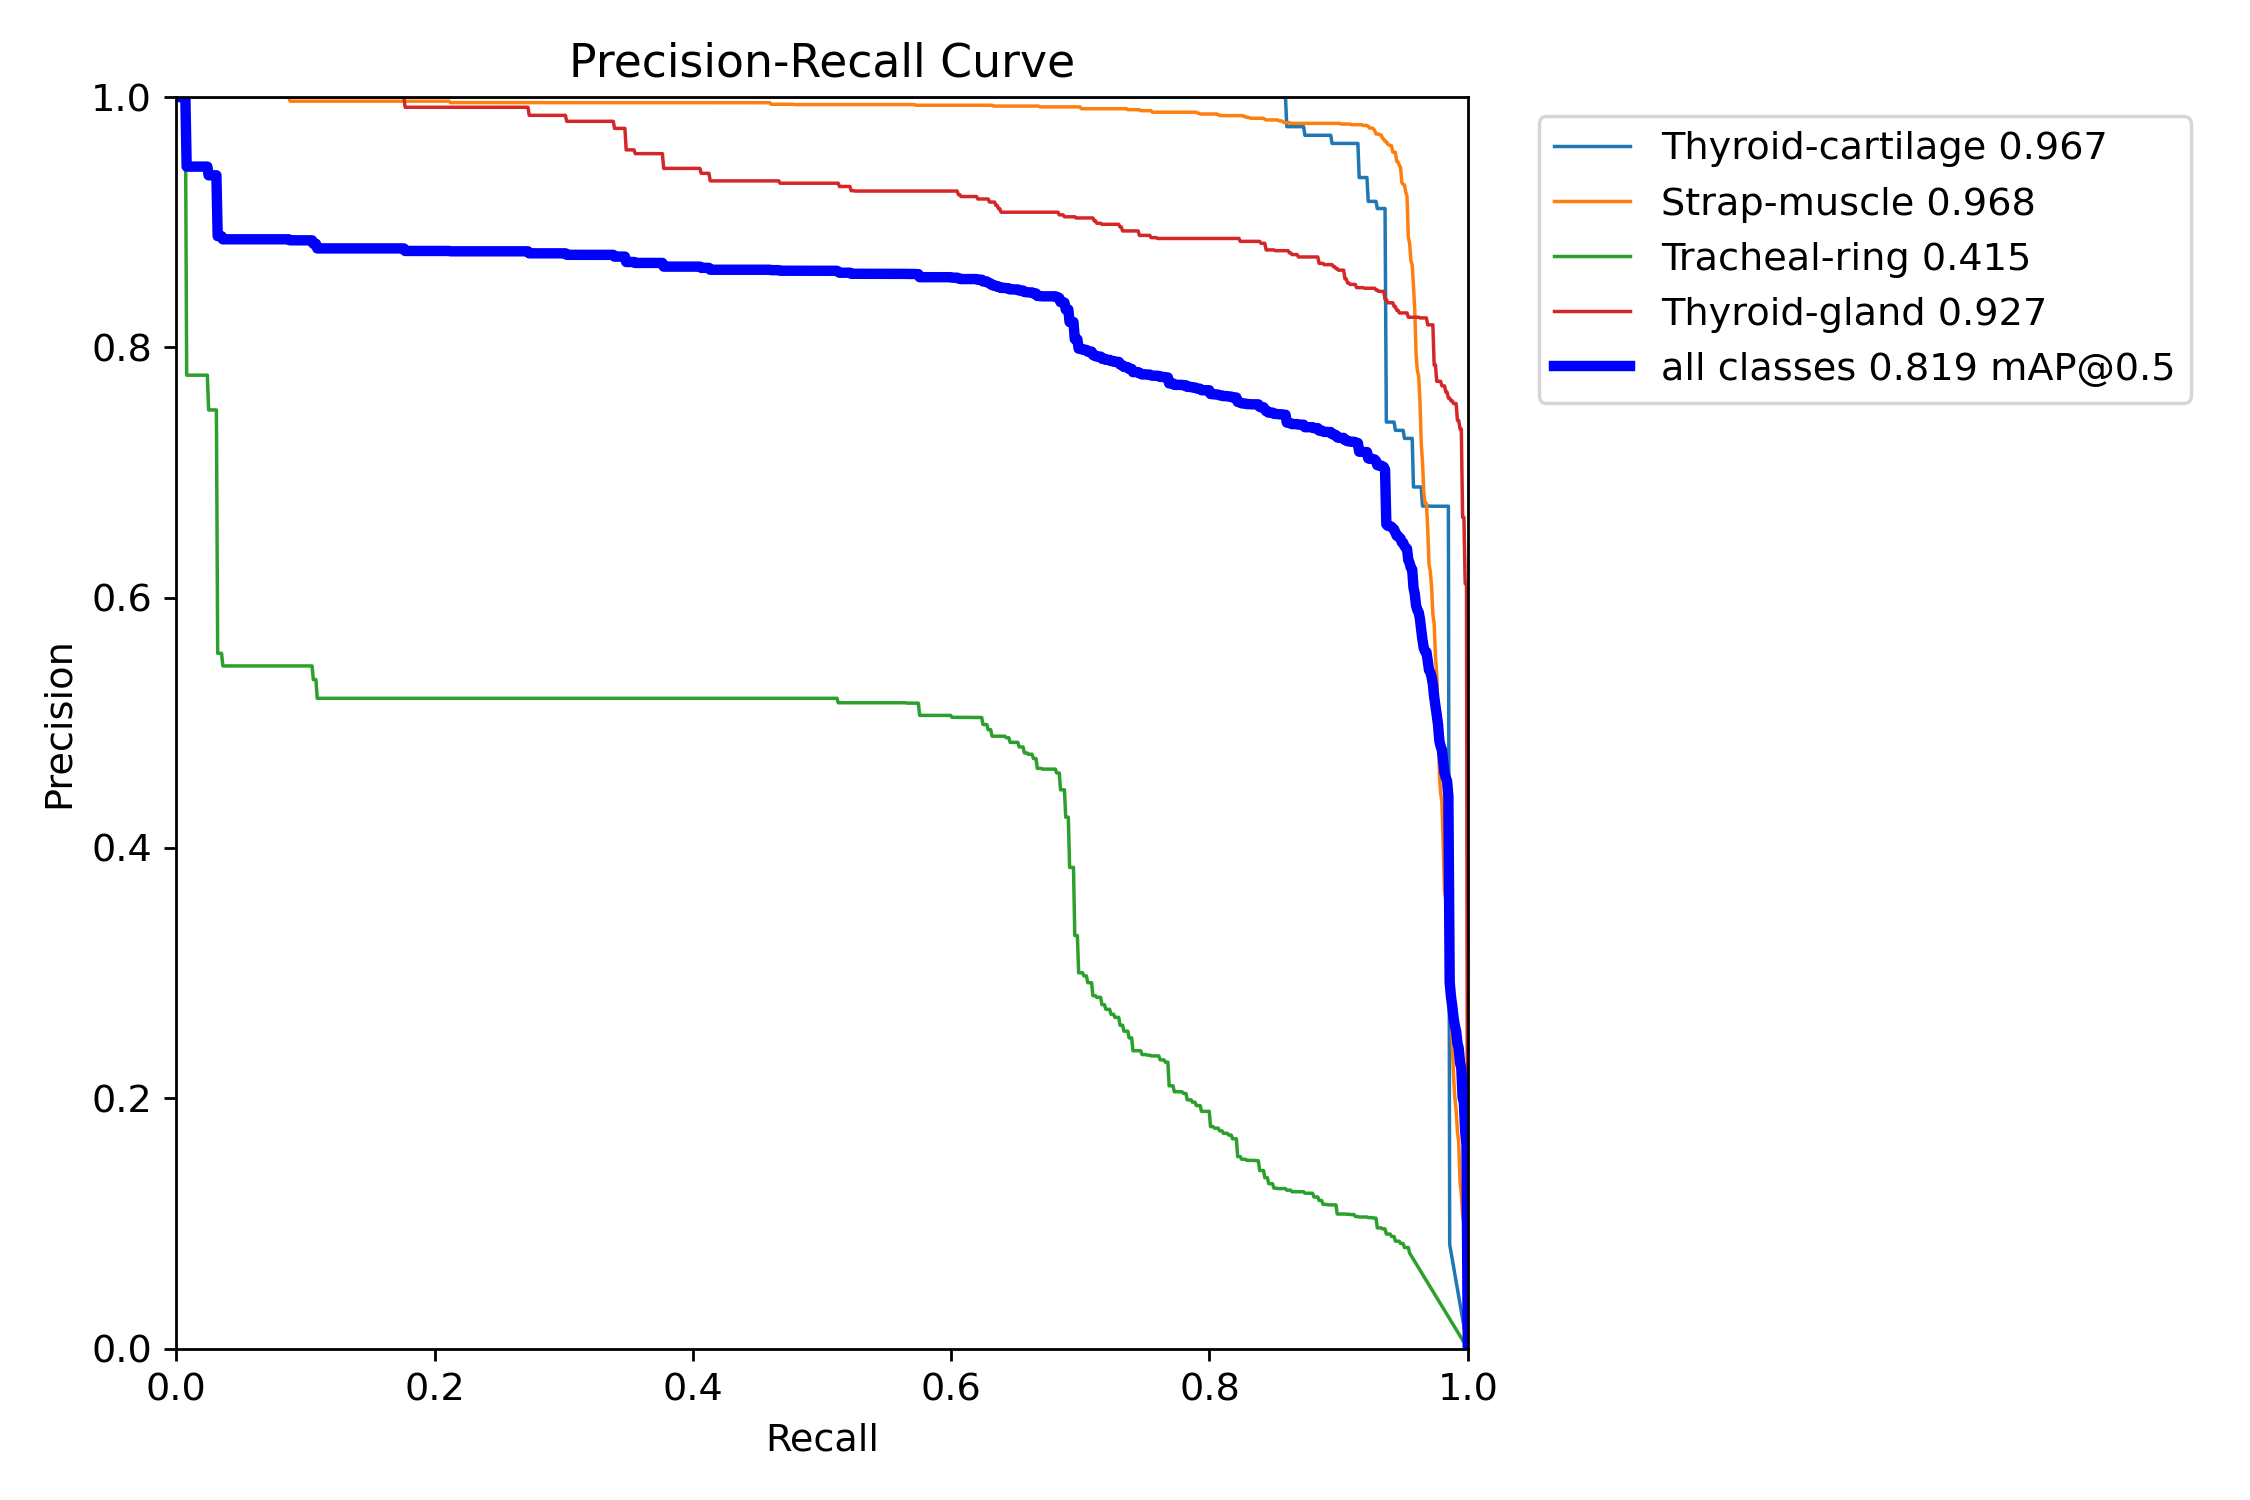 Precision-Recall Curve
1.0
0.8
0.6
0.4
0.2
0.0
Precision
0.0 0.2 0.4 0.6 0.8 1.0
Recall
Thyroid-cartilage 0.967
Strap-muscle 0.968
Tracheal-ring 0.415
Thyroid-gland 0.927
all classes 0.819 mAP@0.5